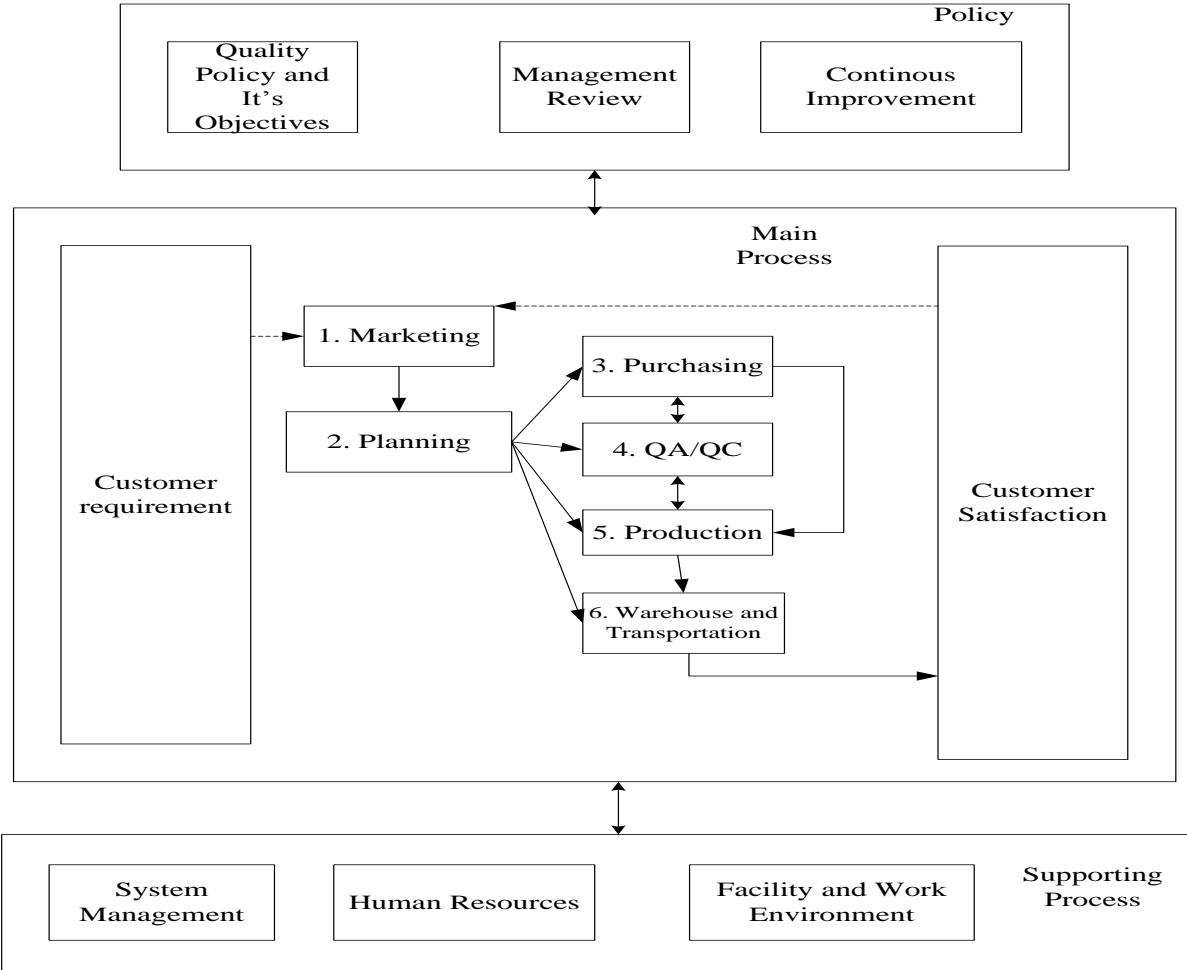 Policy
Quality
Policy and
It’s
Objectives
Management
Review
Continous
Improvement
Main
Process
1. Marketing
3. Purchasing
2. Planning
4. QA/QC
Customer
requirement
Customer
Satisfaction
5. Production
6. Warehouse and
Transportation
System
Management
Human Resources
Facility and Work
Environment
Supporting
Process